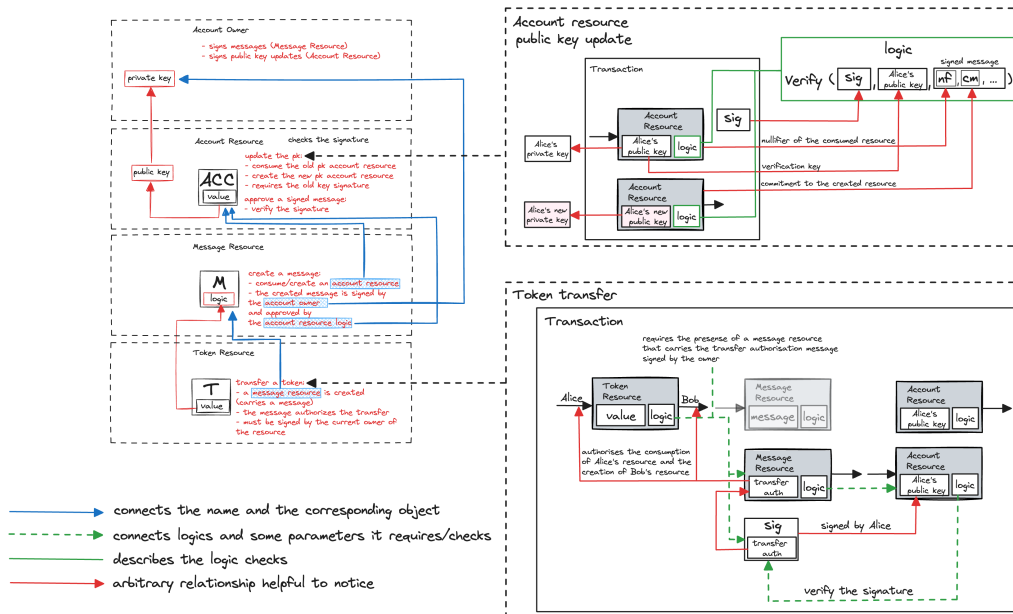 Account Owner
- signs messages (Message Resource)
- signs public key updates (Account Resource)
private key
Account Resource
checks the signature
public key
ACC
value
update the pk:
- consume the old pk account resource
- create the new pk account resource
- requires the old key signature
approve a signed message:
- verify the signature
Message Resource
M
logic
create a message:
- consume/create an account resource
- the created message is signed by
the account owner
and approved by
the account resource logic
Token Resource
T
value
transfer a token:
- a message resource is created
(carries a message)
- the message authorizes the transfer
- must be signed by the current owner of
the resource
connects the name and the corresponding object
connects logics and some parameters it requires/checks
describes the logic checks
arbitrary relationship helpful to notice
Account resource
public key update
Transaction
Account
Resource
Alice's
public key
logic
Sig
Alice's
private key
Account
Resource
Alice's new
public key
logic
Alice's new
private key
logic
signed message
Verify ( Sig , Alice's public key , nf, cm, ... )
nullifier of the consumed resource
verification key
commitment to the created resource
Token transfer
Transaction
requires the presense of a message resource
that carries the transfer authorisation message
signed by the owner
Alice
Token
Resource
value
logic
Bob
Message
Resource
message
logic
Account
Resource
Alice's
public key
logic
authorises the consumption
of Alice's resource and the
creation of Bob's resource
Message
Resource
transfer
auth
logic
Account
Resource
Alice's
public key
logic
Sig
transfer
auth
signed by Alice
verify the signature